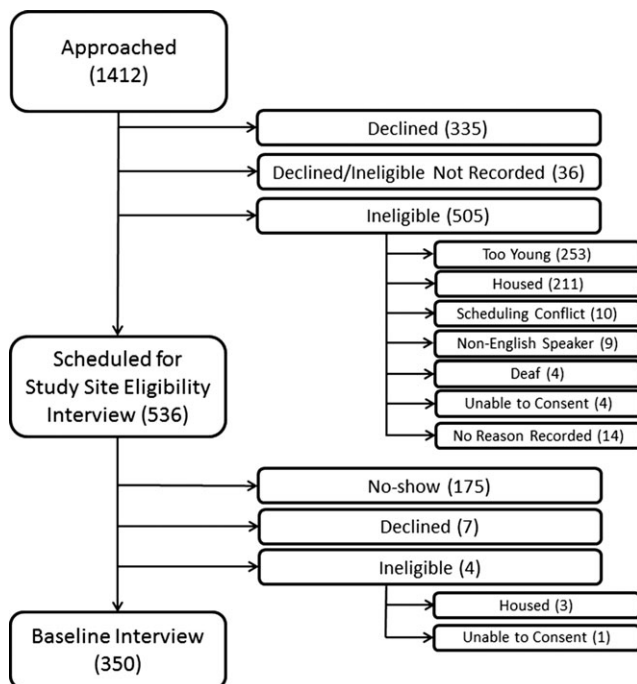 Approached
(1412)
Declined (335)
Declined/Ineligible Not Recorded (36)
Ineligible (505)
Too Young (253)
Housed (211)
Scheduling Conflict (10)
Non-English Speaker (9)
Deaf (4)
Unable to Consent (4)
No Reason Recorded (14)
Scheduled for
Study Site Eligibility
Interview (536)
No-show (175)
Declined (7)
Ineligible (4)
Housed (3)
Unable to Consent (1)
Baseline Interview
(350)